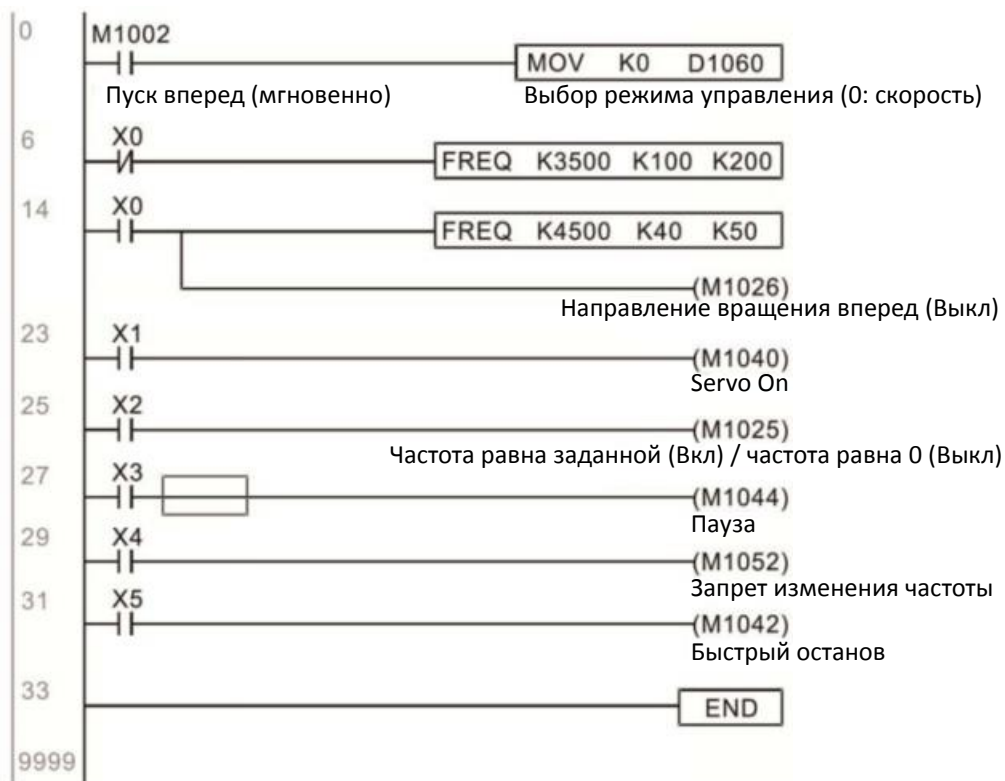 0
M1002
MOV K0 D1060
Пуск вперед (мгновенно)
Выбор режима управления (0: скорость)
6
X0
FREQ K3500 K100 K200
14
X0
FREQ K4500 K40 K50
(M1026)
Направление вращения вперед (Выкл)
23
X1
(M1040)
Servo On
25
X2
(M1025)
Частота равна заданной (Вкл) / частота равна 0 (Выкл)
27
X3
(M1044)
Пауза
29
X4
(M1052)
Запрет изменения частоты
31
X5
(M1042)
Быстрый останов
33
END
9999